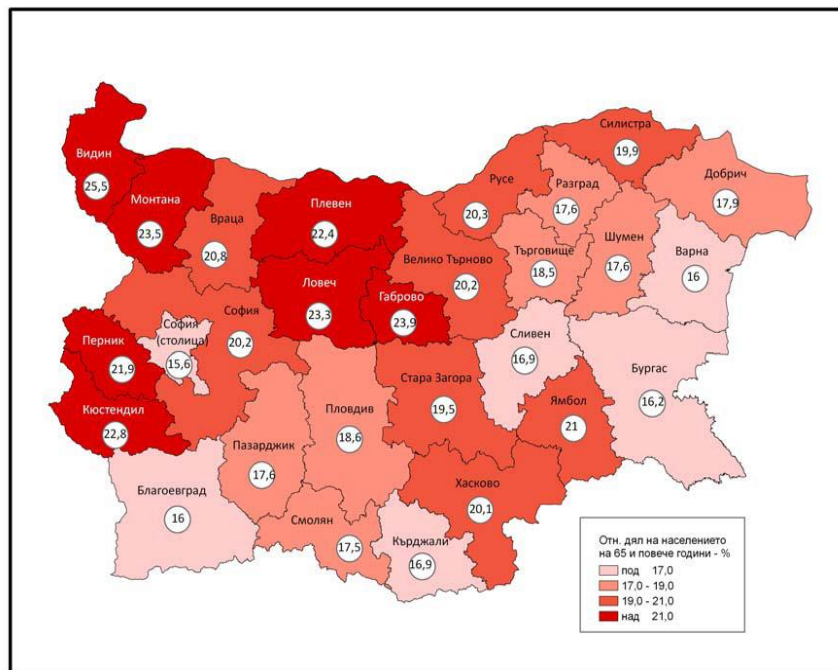 Видин
25,5
Монтана
23,5
Враца
20,8
Плевен
22,4
Ловеч
23,3
Габрово
23,9
Велико Търново
20,2
Русе
20,3
Силистра
19,9
Разград
17,6
Търговище
18,5
Шумен
17,6
Добрич
17,9
Варна
16
София
(столица)
15,6
София
20,2
Перник
21,9
Кюстендил
22,8
Благоевград
16
Пазарджик
17,6
Пловдив
18,6
Смолян
17,5
Стара Загора
19,5
Сливен
16,9
Ямбол
21
Бургас
16,2
Хасково
20,1
Кърджали
16,9
Отн. дял на населението
на 65 и повече години - %
под 17,0
17,0 - 19,0
19,0 - 21,0
над 21,0